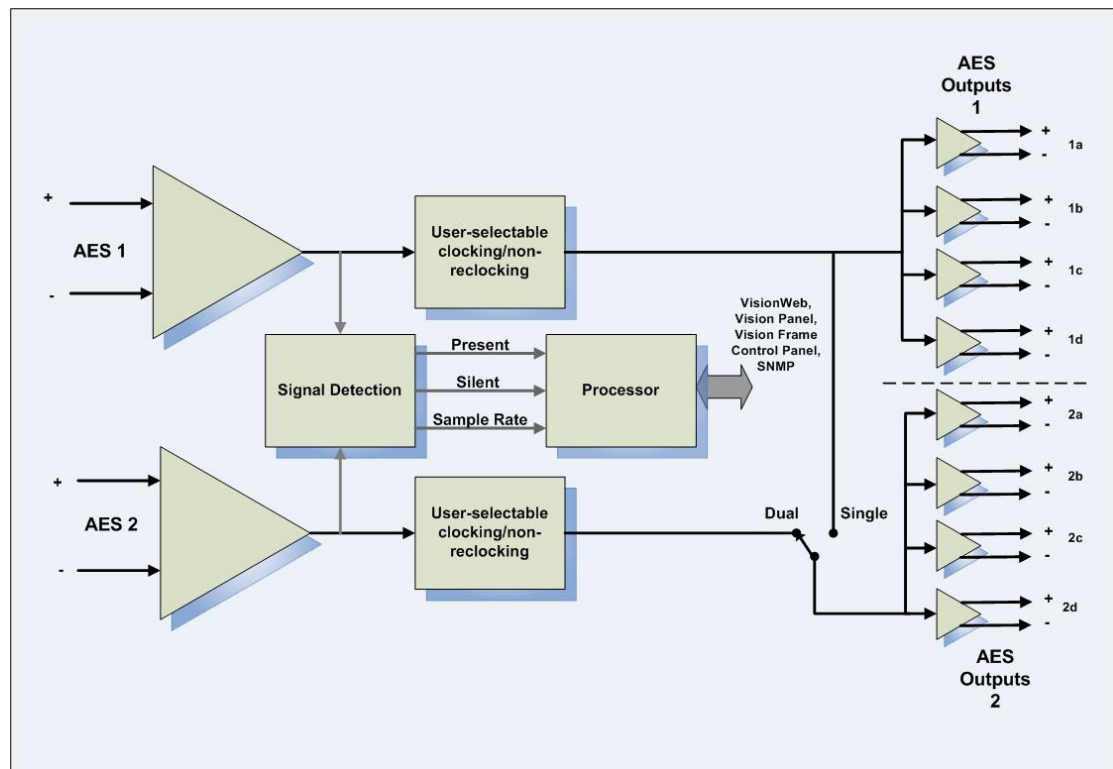 AES
Outputs
1
+
-
1a
+
AES 1
-
User-selectable
clocking/non-
reclocking
+
-
1b
+
-
1c
VisionWeb,
Vision Panel,
Vision Frame
Control Panel,
SNMP
+
-
1d
Signal Detection
Present
Silent
Sample Rate
Processor
+
-
2a
+
AES 2
-
User-selectable
clocking/non-
reclocking
Dual
Single
+
-
2b
+
-
2c
+
-
2d
AES
Outputs
2